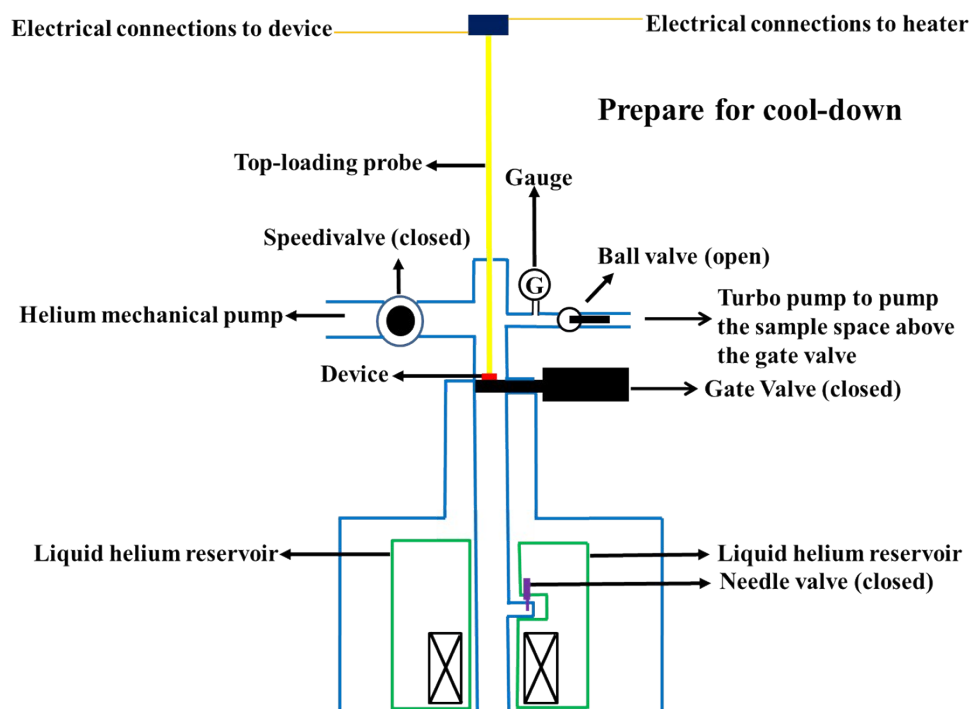 Electrical connections to device
Electrical connections to heater
Prepare for cool-down
Top-loading probe
Gauge
Speedivalve (closed)
Ball valve (open)
G
Helium mechanical pump
Turbo pump to pump
the sample space above
the gate valve
Device
Gate Valve (closed)
Liquid helium reservoir
Liquid helium reservoir
Needle valve (closed)